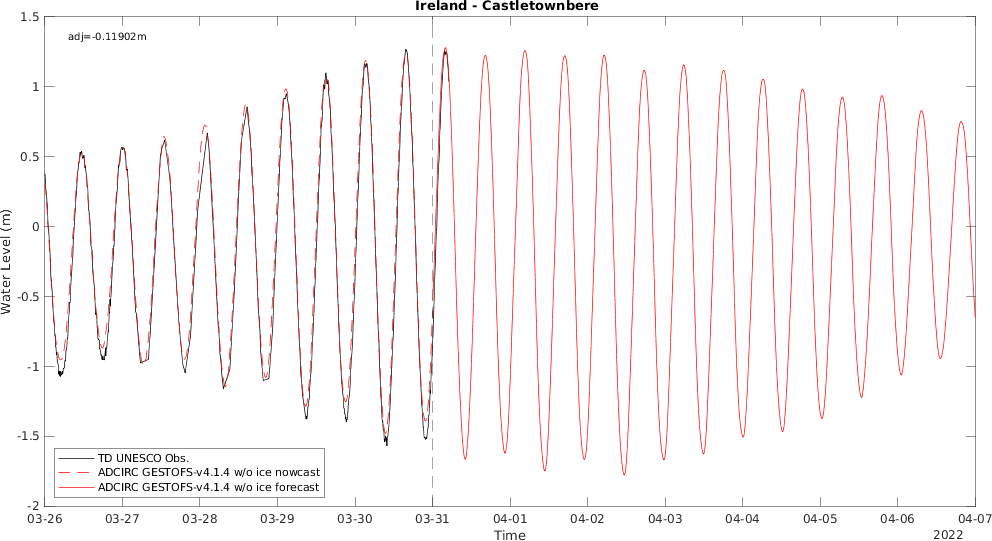 Ireland - Castletownbere
adj=-0.11902m
1.5
1
0.5
0
-0.5
-1
-1.5
-2
Water Level (m)
TD UNESCO Obs.
ADCIRC GESTOFS-v4.1.4 w/o ice nowcast
ADCIRC GESTOFS-v4.1.4 w/o ice forecast
03-26 03-27 03-28 03-29 03-30 03-31 04-01 04-02 04-03 04-04 04-05 04-06 04-07
Time
2022